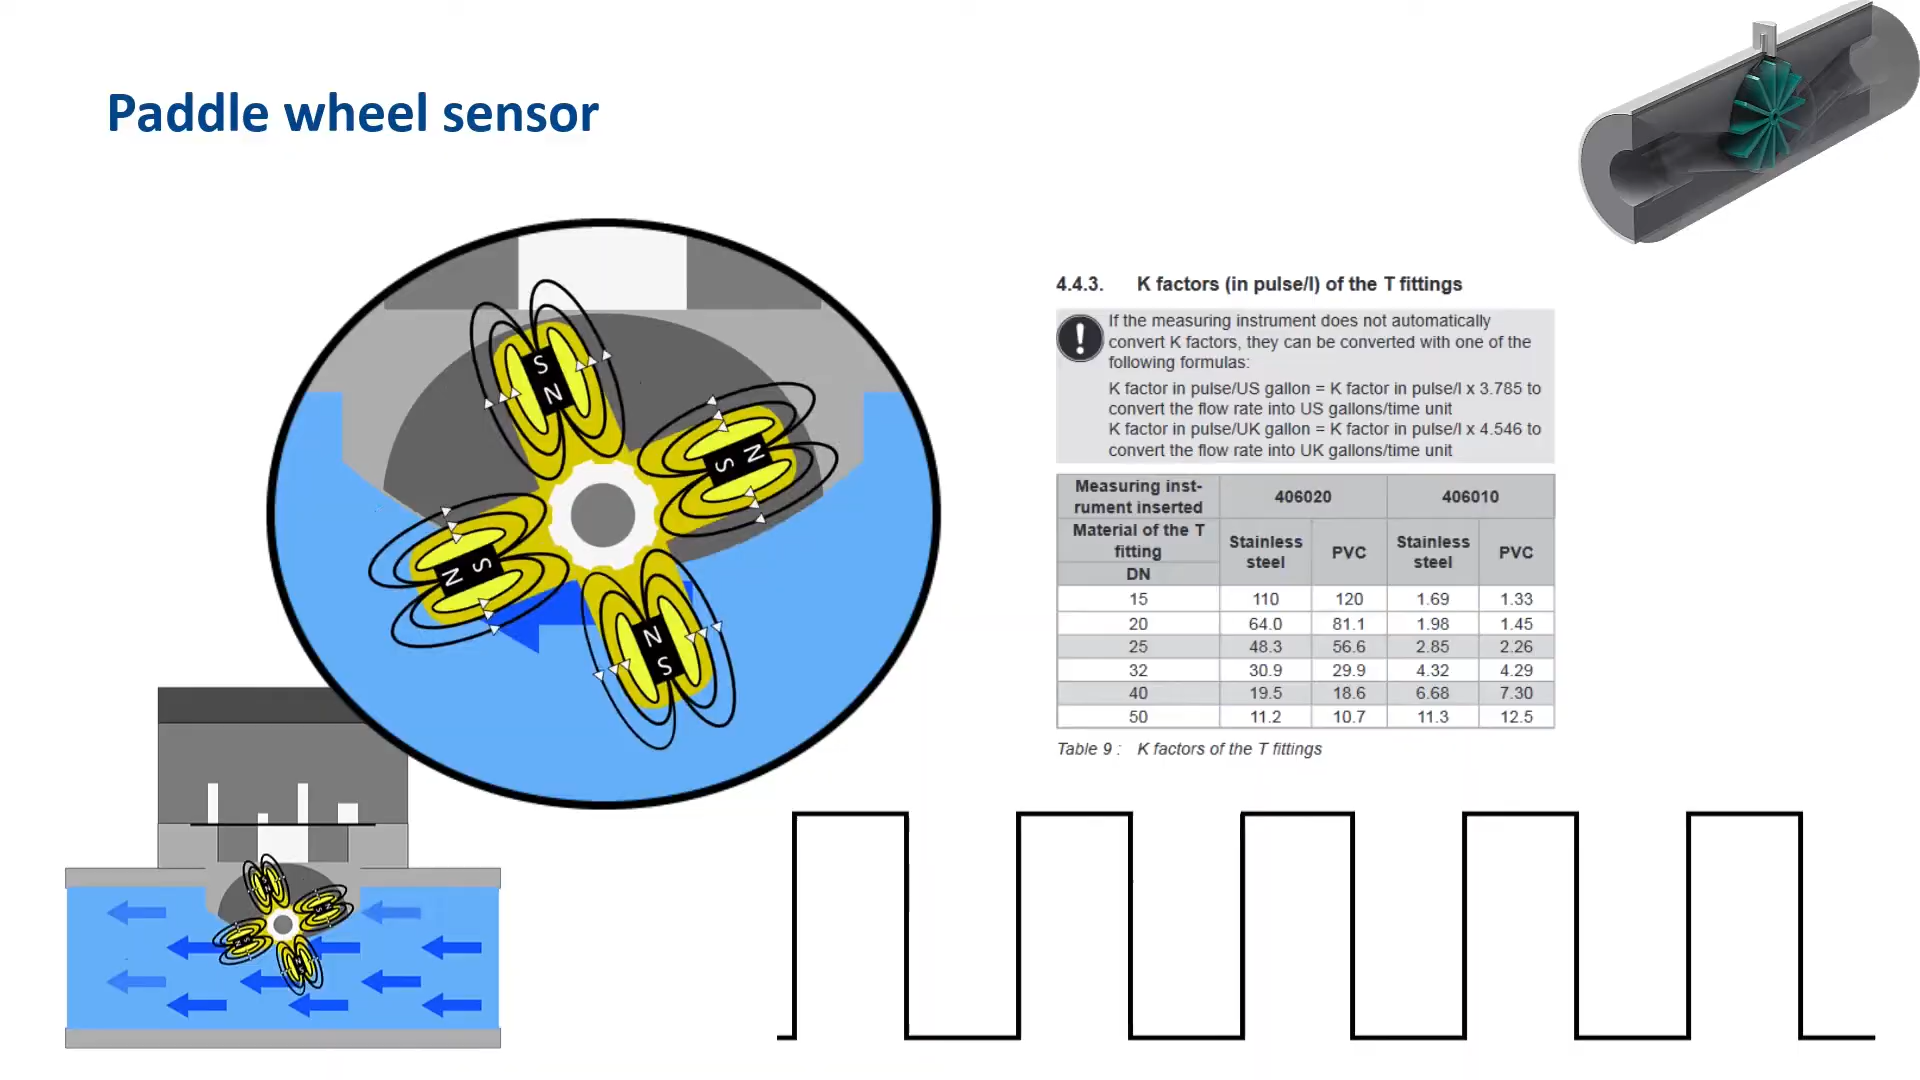 Paddle wheel sensor
S
N
N
S
S
N
N
S
4.4.3. K factors (in pulse/l) of the T fittings
If the measuring instrument does not automatically
convert K factors, they can be converted with one of the
following formulas:
K factor in pulse/US gallon = K factor in pulse/l x 3.785 to
convert the flow rate into US gallons/time unit
K factor in pulse/UK gallon = K factor in pulse/l x 4.546 to
convert the flow rate into UK gallons/time unit
Measuring inst-
rument inserted
406020 406010
Material of the T
fitting
Stainless
steel
PVC
Stainless
steel
PVC
DN
15 110 120 1.69 1.33
20 64.0 81.1 1.98 1.45
25 48.3 56.6 2.85 2.26
32 30.9 29.9 4.32 4.29
40 19.5 18.6 6.68 7.30
50 11.2 10.7 11.3 12.5
Table 9 : K factors of the T fittings